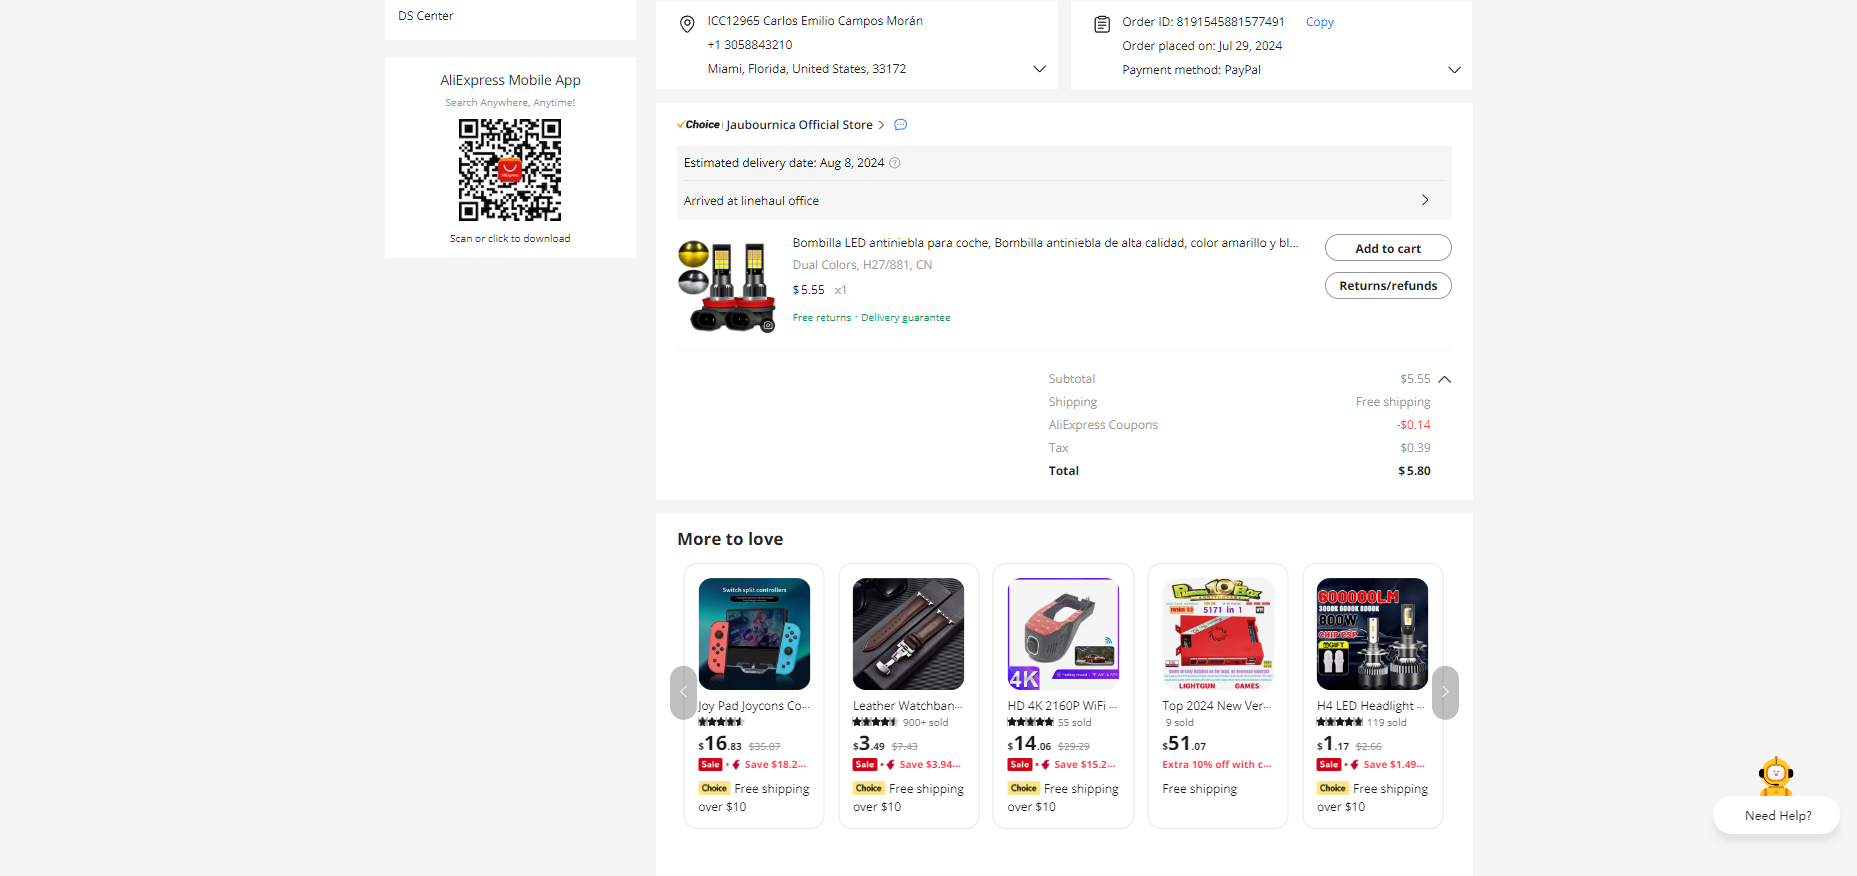 DS Center
AliExpress Mobile App
Search Anywhere, Anytime!
AliExpress
Scan or click to download
ICC12965 Carlos Emilio Campos Morán
+1 3058843210
Miami, Florida, United States, 33172
Order ID: 8191545881577491 Copy
Order placed on: Jul 29, 2024
Payment method: PayPal
Choice | Jaubournica Official Store >
Estimated delivery date: Aug 8, 2024
Arrived at linehaul office
Bombilla LED antiniebla para coche, Bombilla antiniebla de alta calidad, color amarillo y bl...
Dual Colors, H27/881, CN
$5.55 x1
Free returns · Delivery guarantee
Add to cart
Returns/refunds
Subtotal $5.55
Shipping Free shipping
AliExpress Coupons -$0.14
Tax $0.39
Total $5.80
More to love
Switch split controllers
Joy Pad Joycons Co...
$16.83 $35.07
Sale Save $18.2...
Choice Free shipping
over $10
Leather Watchban...
900+ sold
$3.49 $7.43
Sale Save $3.94...
Choice Free shipping
over $10
4K
HD 4K 2160P WiFi ...
55 sold
$14.06 $29.29
Sale Save $15.2...
Choice Free shipping
over $10
ANNIVERSARY
5171 in 1
LIGHTGUN GAMES
Top 2024 New Ver...
9 sold
$51.07
Extra 10% off with c...
Free shipping
600000LM
3000K 6000K 8000K
800W
CHIP CSP
GIFT
H4 LED Headlight ...
119 sold
$1.17 $2.66
Sale Save $1.49...
Choice Free shipping
over $10
Need Help?